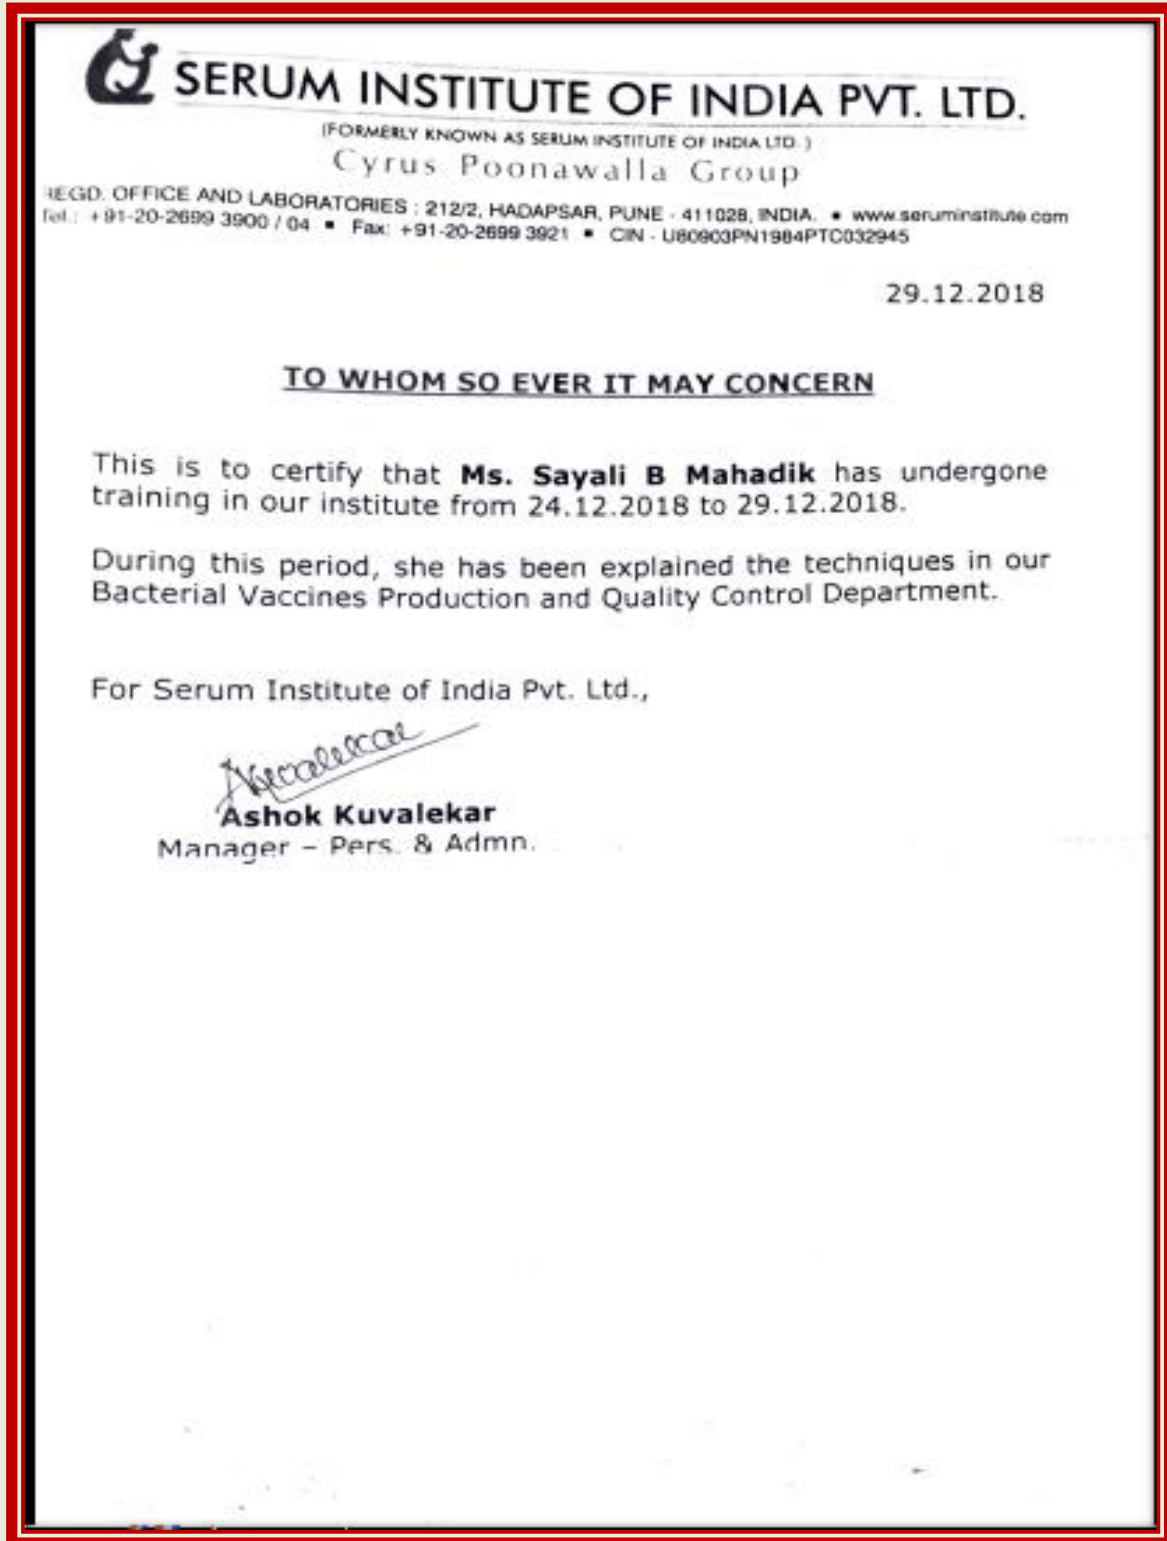 SERUM INSTITUTE OF INDIA PVT. LTD.
(FORMERLY KNOWN AS SERUM INSTITUTE OF INDIA LTD.)
Cyrus Poonawalla Group
REGD. OFFICE AND LABORATORIES : 212/2, HADAPSAR, PUNE - 411028, INDIA. • www.seruminstitute.com
Tel.: +91-20-2699 3900 / 04 ▪ Fax: +91-20-2699 3921 ▪ CIN - U80903PN1984PTC032945
29.12.2018
TO WHOM SO EVER IT MAY CONCERN
This is to certify that Ms. Sayali B Mahadik has undergone
training in our institute from 24.12.2018 to 29.12.2018.
During this period, she has been explained the techniques in our
Bacterial Vaccines Production and Quality Control Department.
For Serum Institute of India Pvt. Ltd.,
AKuvalekar
Ashok Kuvalekar
Manager – Pers. & Admn.